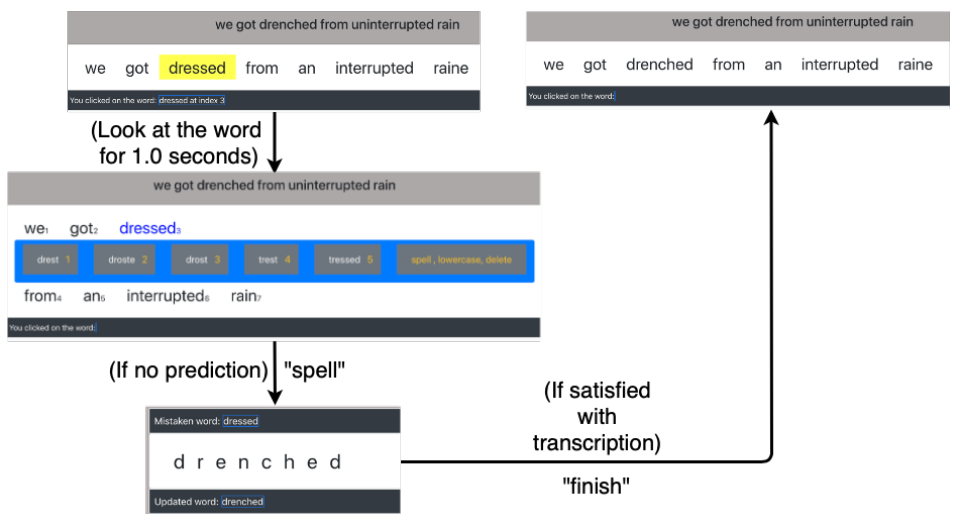 we got drenched from uninterrupted rain
we got dressed from an interrupted raine
You clicked on the word: dressed at index 3
(Look at the word
for 1.0 seconds)
we got drenched from uninterrupted rain
we1 got2 dressed3
drest 1 droste 2 drost 3 trest 4 tressed 5 spell , lowercase, delete
from4 an5 interrupted6 rain7
You clicked on the word:
(If no prediction) "spell"
Mistaken word: dressed
d r e n c h e d
Updated word: drenched
(If satisfied
with
transcription)
"finish"
we got drenched from uninterrupted rain
we got drenched from an interrupted raine
You clicked on the word: